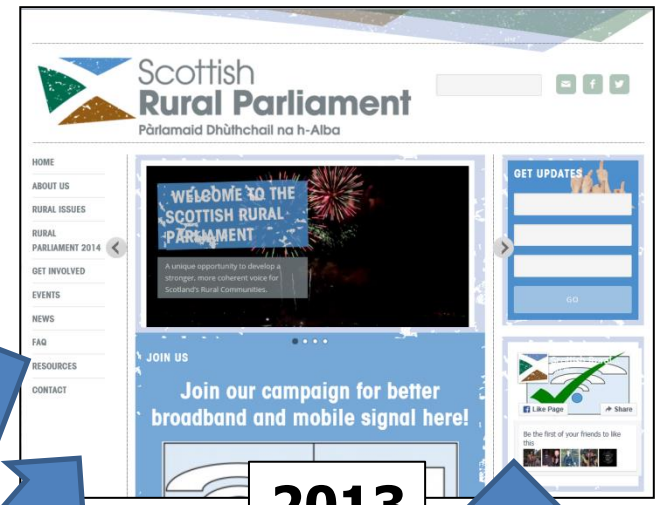 Scottish
Rural Parliament
Pàrlamaid Dhùthchail na h-Alba
HOME
ABOUT US
RURAL ISSUES
RURAL
PARLIAMENT 2014
GET INVOLVED
EVENTS
NEWS
FAQ
RESOURCES
CONTACT
WELCOME TO THE
SCOTTISH RURAL
PARLIAMENT
A unique opportunity to develop a
stronger, more coherent voice for
Scotland's Rural Communities.
JOIN US
Join our campaign for better
broadband and mobile signal here!
GET UPDATES
GO
Like Page
Share
Be the first of your friends to like
this
2013